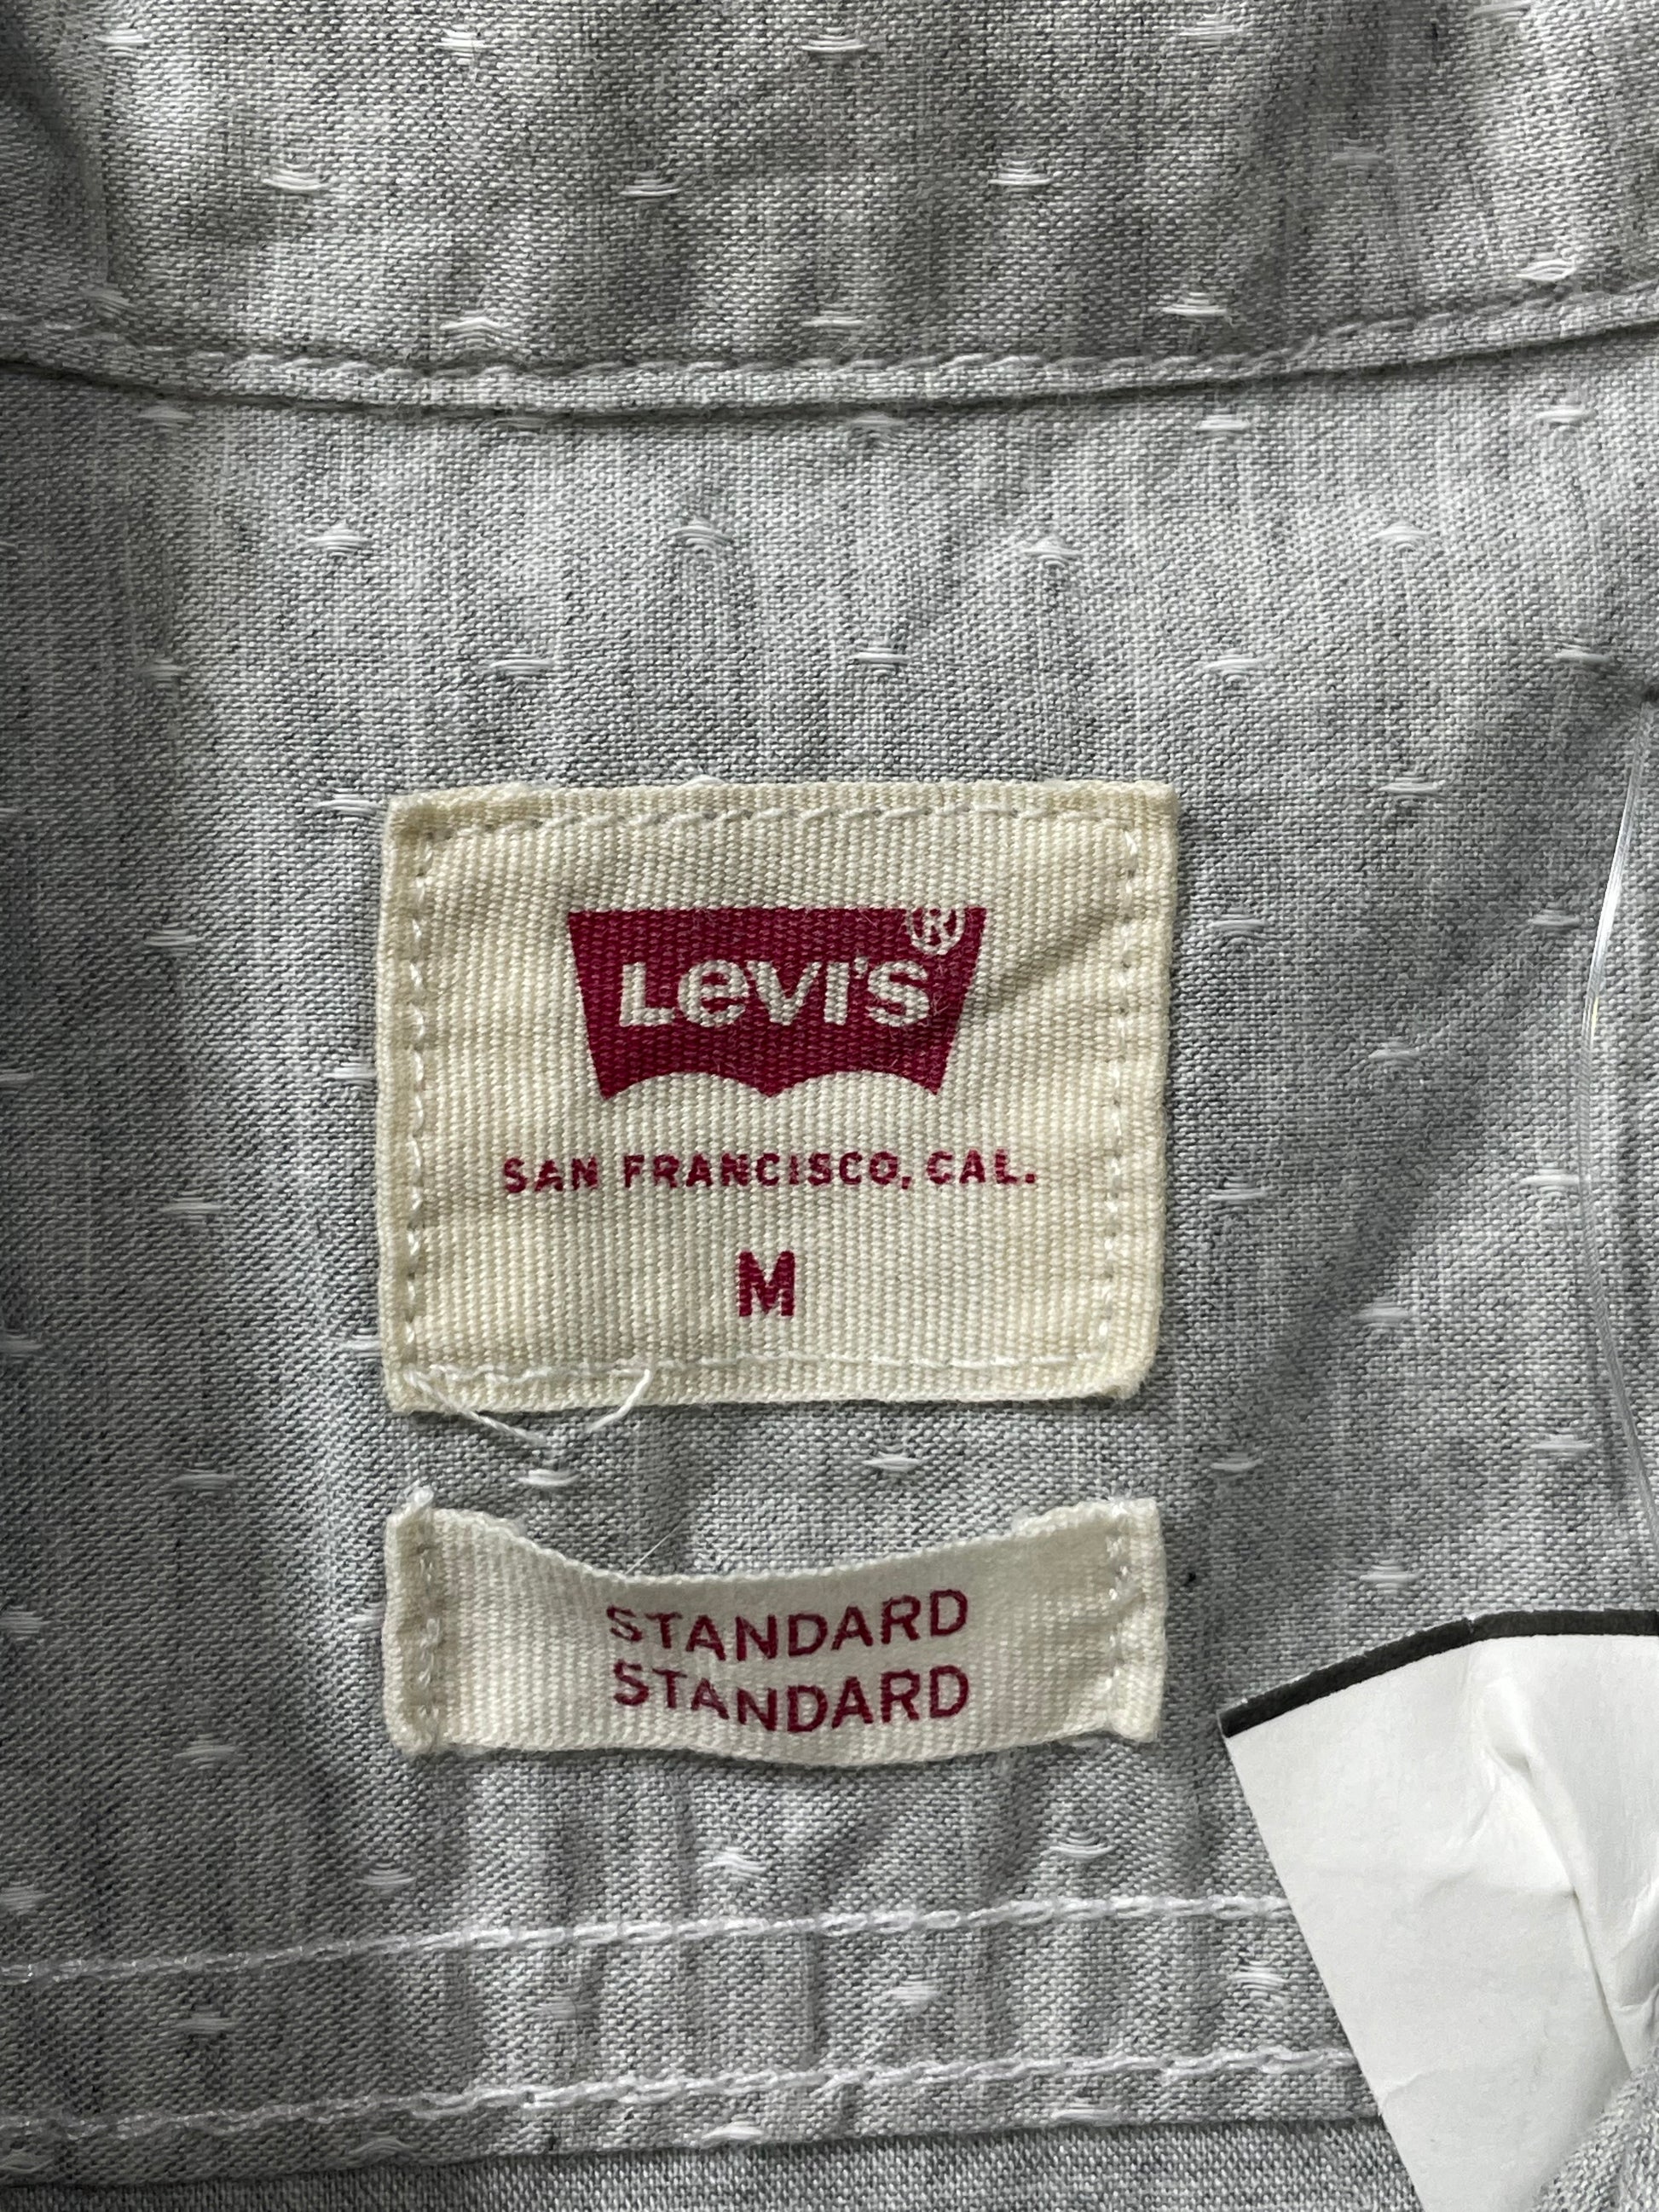 LEVI'S®
SAN FRANCISCO, CAL.
M
STANDARD
STANDARD